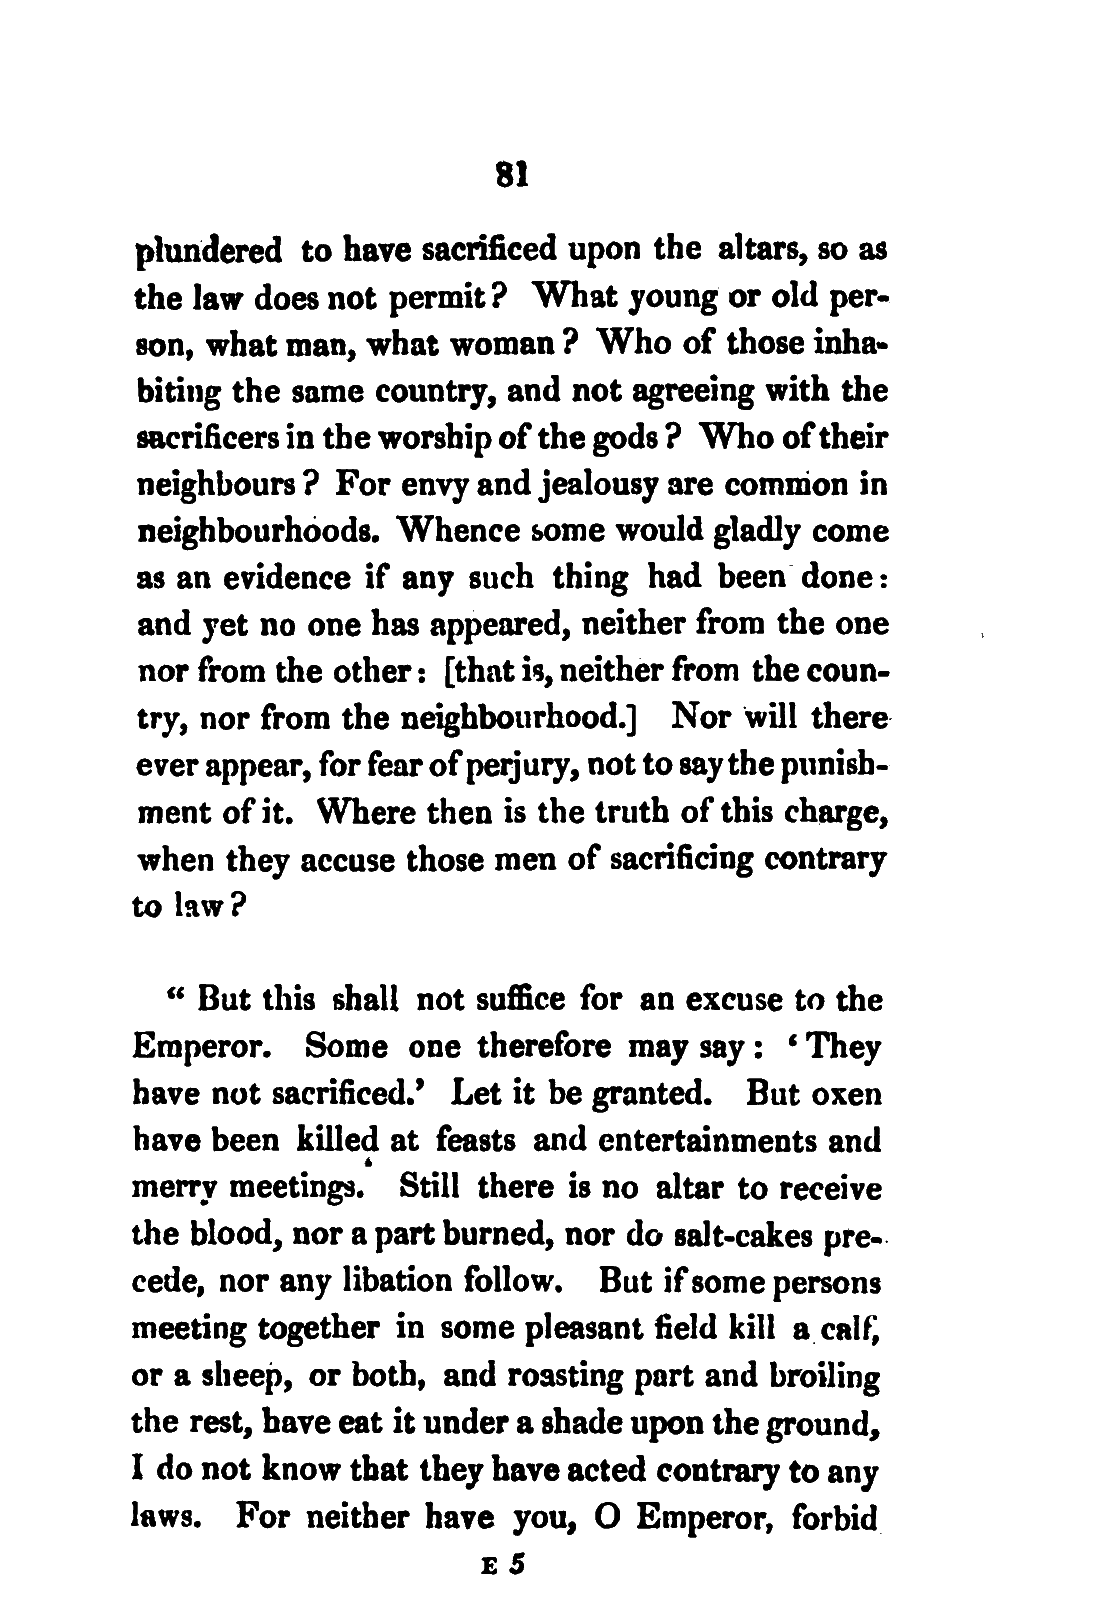 81
plundered to have sacrificed upon the altars, so as
the law does not permit? What young or old per-
son, what man, what woman? Who of those inha-
biting the same country, and not agreeing with the
sacrificers in the worship of the gods? Who of their
neighbours? For envy and jealousy are common in
neighbourhoods. Whence some would gladly come
as an evidence if any such thing had been done:
and yet no one has appeared, neither from the one
nor from the other: [that is, neither from the coun-
try, nor from the neighbourhood.] Nor will there
ever appear, for fear of perjury, not to say the punish-
ment of it. Where then is the truth of this charge,
when they accuse those men of sacrificing contrary
to law?
“ But this shall not suffice for an excuse to the
Emperor. Some one therefore may say: ‘ They
have not sacrificed.’ Let it be granted. But oxen
have been killed at feasts and entertainments and
merry meetings. Still there is no altar to receive
the blood, nor a part burned, nor do salt-cakes pre-
cede, nor any libation follow. But if some persons
meeting together in some pleasant field kill a calf,
or a sheep, or both, and roasting part and broiling
the rest, have eat it under a shade upon the ground,
I do not know that they have acted contrary to any
laws. For neither have you, O Emperor, forbid
E 5